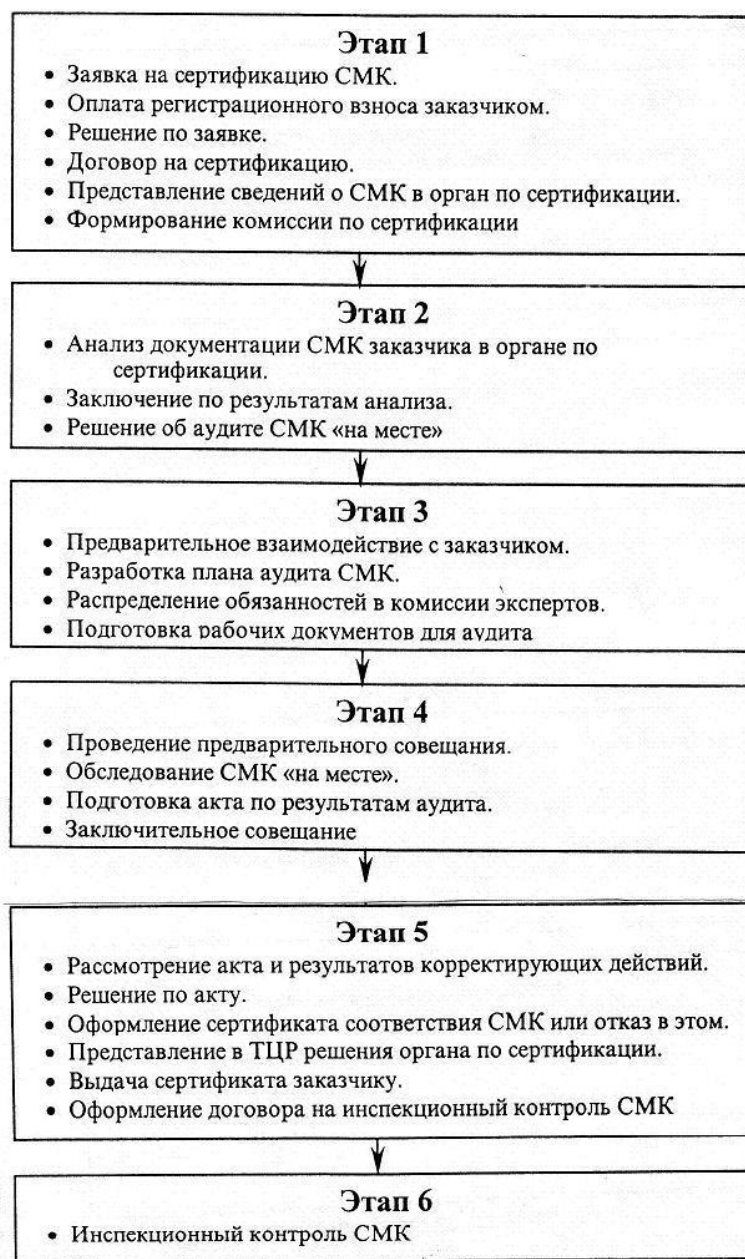 Этап 1
• Заявка на сертификацию СМК.
• Оплата регистрационного взноса заказчиком.
• Решение по заявке.
• Договор на сертификацию.
• Представление сведений о СМК в орган по сертификации.
• Формирование комиссии по сертификации
Этап 2
• Анализ документации СМК заказчика в органе по
сертификации.
• Заключение по результатам анализа.
• Решение об аудите СМК «на месте»
Этап 3
• Предварительное взаимодействие с заказчиком.
• Разработка плана аудита СМК.
• Распределение обязанностей в комиссии экспертов.
• Подготовка рабочих документов для аудита
Этап 4
• Проведение предварительного совещания.
• Обследование СМК «на месте».
• Подготовка акта по результатам аудита.
• Заключительное совещание
Этап 5
• Рассмотрение акта и результатов корректирующих действий.
• Решение по акту.
• Оформление сертификата соответствия СМК или отказ в этом.
• Представление в ТЦР решения органа по сертификации.
• Выдача сертификата заказчику.
• Оформление договора на инспекционный контроль СМК
Этап 6
• Инспекционный контроль СМК